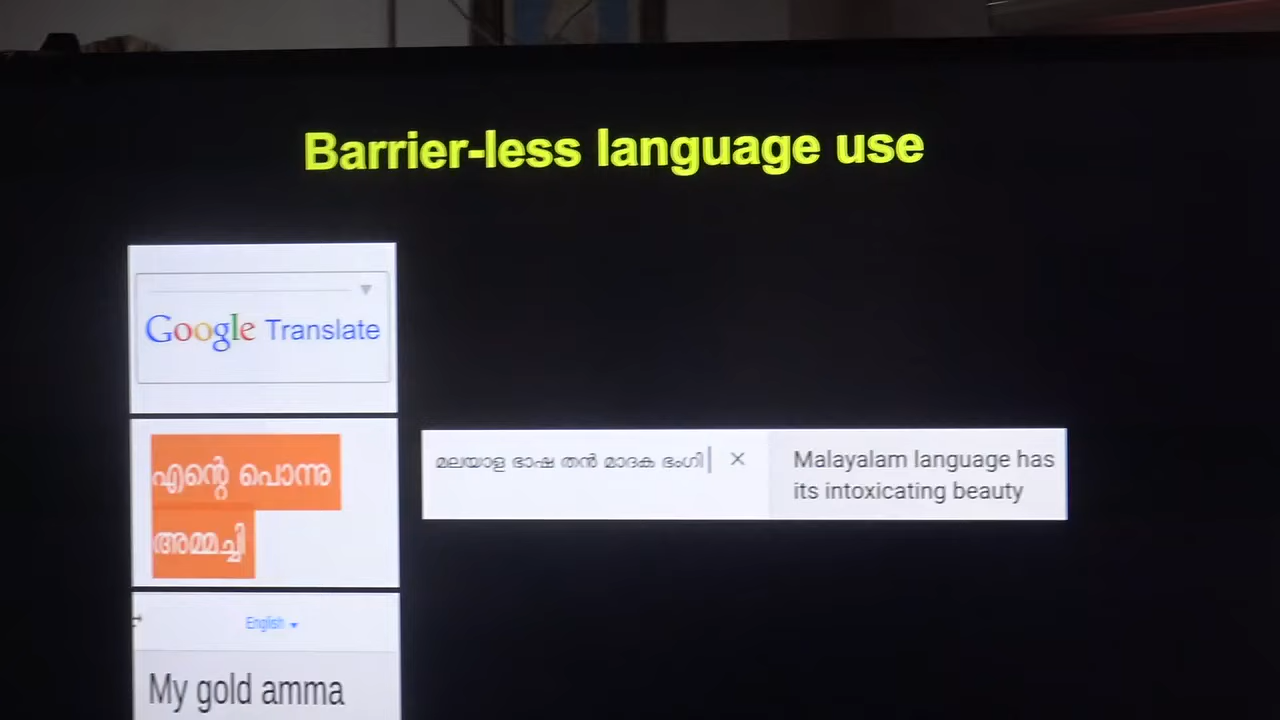 Barrier-less language use
Google Translate
എന്റെ പൊന്നു
അമ്മച്ചി
English
My gold amma
മലയാള ഭാഷ തൻ മാദക ഭംഗി
Malayalam language has
its intoxicating beauty